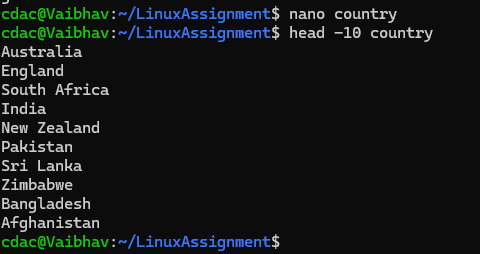 cdac@Vaibhav:~/LinuxAssignment$ nano country
cdac@Vaibhav:~/LinuxAssignment$ head -10 country
Australia
England
South Africa
India
New Zealand
Pakistan
Sri Lanka
Zimbabwe
Bangladesh
Afghanistan
cdac@Vaibhav:~/LinuxAssignment$